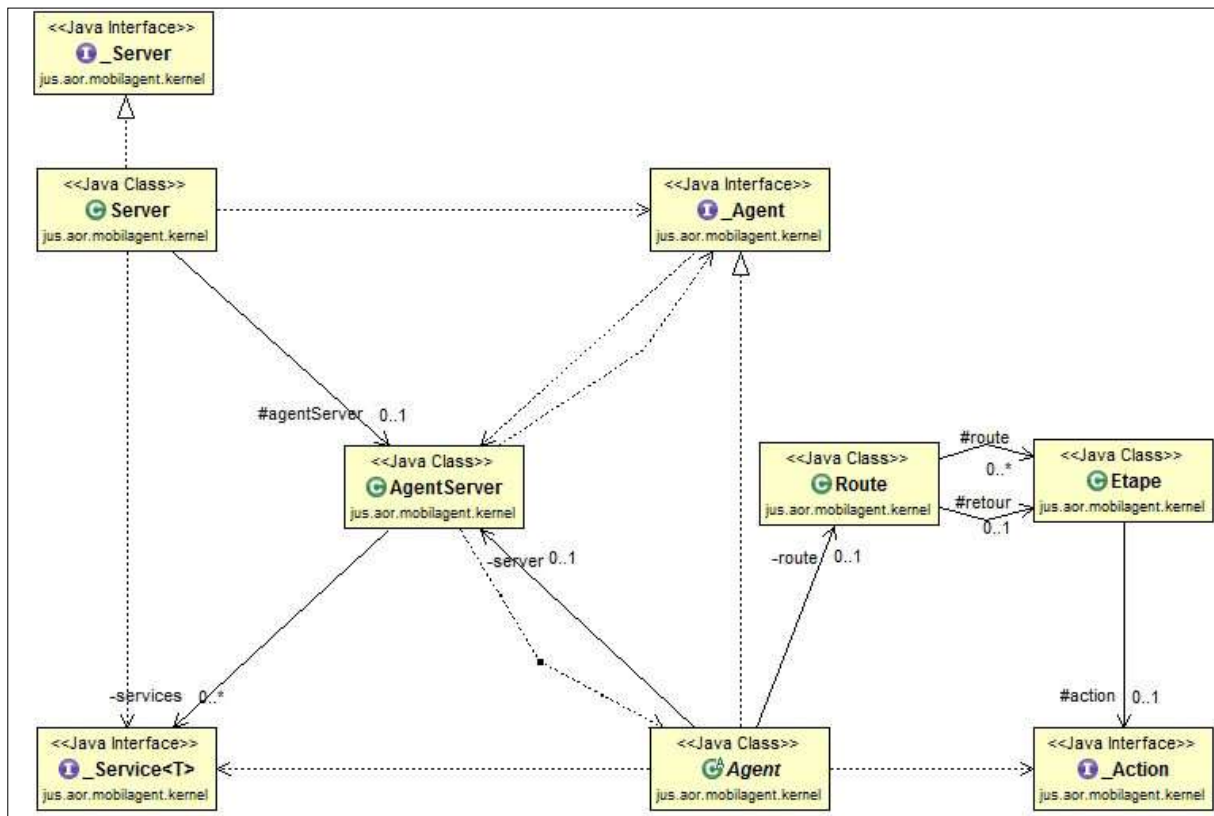 <<Java Interface>>
_Server
jus.aor.mobilagent.kernel
<<Java Class>>
Server
jus.aor.mobilagent.kernel
<<Java Interface>>
_Agent
jus.aor.mobilagent.kernel
#agentServer 0..1
<<Java Class>>
AgentServer
jus.aor.mobilagent.kernel
<<Java Class>>
Route
jus.aor.mobilagent.kernel
#route
0..*
#retour
0..1
<<Java Class>>
Etape
jus.aor.mobilagent.kernel
-server 0..1
-route 0..1
-services 0..*
#action 0..1
<<Java Interface>>
_Service<T>
jus.aor.mobilagent.kernel
<<Java Class>>
Agent
jus.aor.mobilagent.kernel
<<Java Interface>>
_Action
jus.aor.mobilagent.kernel